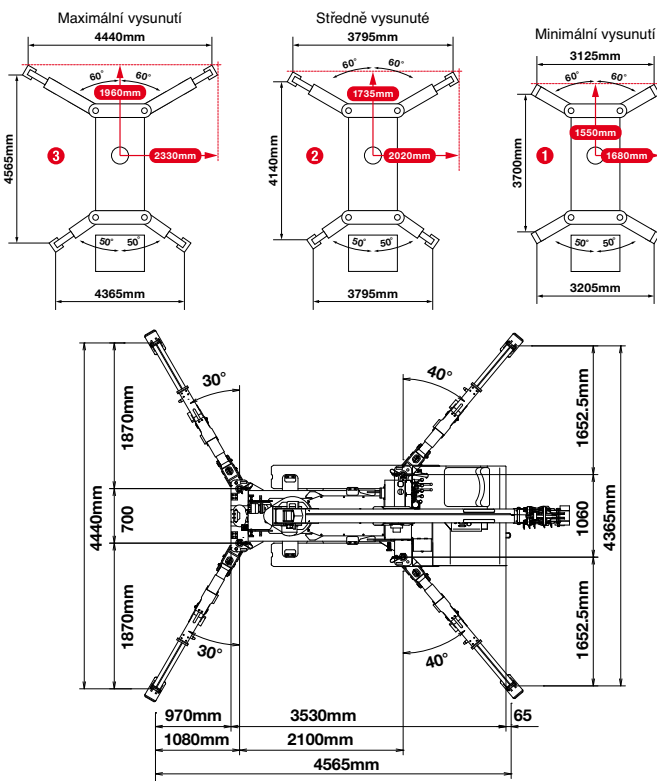 Maximální vysunutí
4440mm
60°
60°
1960mm
4565mm
3
2330mm
50°
50°
4365mm
Středně vysunuté
3795mm
60°
60°
1735mm
4140mm
2
2020mm
50°
50°
3795mm
Minimální vysunutí
3125mm
60°
60°
1550mm
3700mm
1
1680mm
50°
50°
3205mm
30°
40°
1870mm
1652.5mm
4440mm
700
1060
4365mm
1870mm
1652.5mm
30°
40°
970mm
3530mm
65
1080mm
2100mm
4565mm